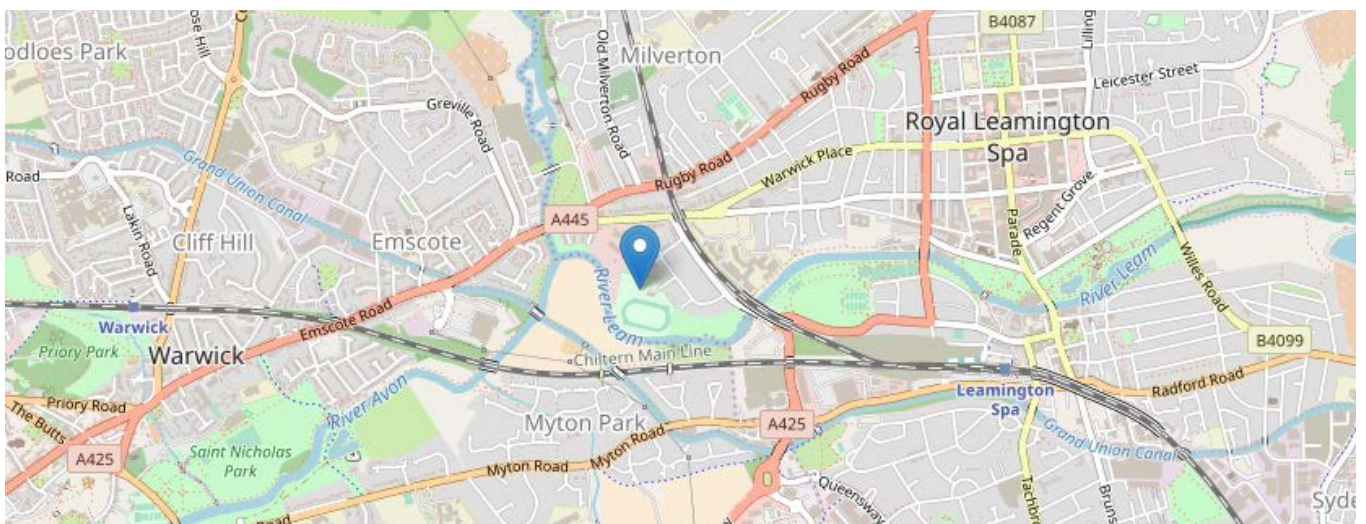 B4087
odloes Park
ose Hill
C
Milverton
Old Milverton Road
Rugby Road
Lilling
Leicester Street
Greville Road
Royal Leamington
Spa
Warwick Place
Grand Union Canal
Rugby Road
Road
Regent Grove
Lakin Road
A445
Parade
Cliff Hill
Emscote
River Leam
River Leam
Willes Road
Warwick
Emscote Road
B4099
Priory Park
Warwick
Chiltern Main Line
Leamington
Spa
Radford Road
Priory Road
The Butts
River Avon
Myton Park
A425
Saint Nicholas
Park
Grand Union Canal
A425
Myton Road
Myton Road
Queensway
Tachbr
Bruns
Syde
Road